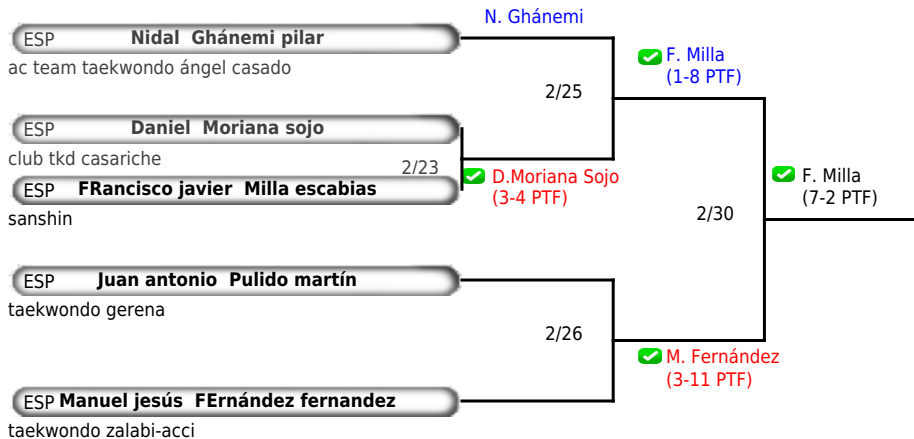 N. Ghánemi
ESP Nidal Ghánemi pilar
ac team taekwondo ángel casado
F. Milla
(1-8 PTF)
2/25
ESP Daniel Moriana sojo
club tkd casariche
2/23
D.Moriana Sojo
(3-4 PTF)
F. Milla
(7-2 PTF)
ESP FRancisco javier Milla escabias
sanshin
2/30
ESP Juan antonio Pulido martín
taekwondo gerena
2/26
M. Fernández
(3-11 PTF)
ESP Manuel jesús FErnández fernandez
taekwondo zalabi-acci